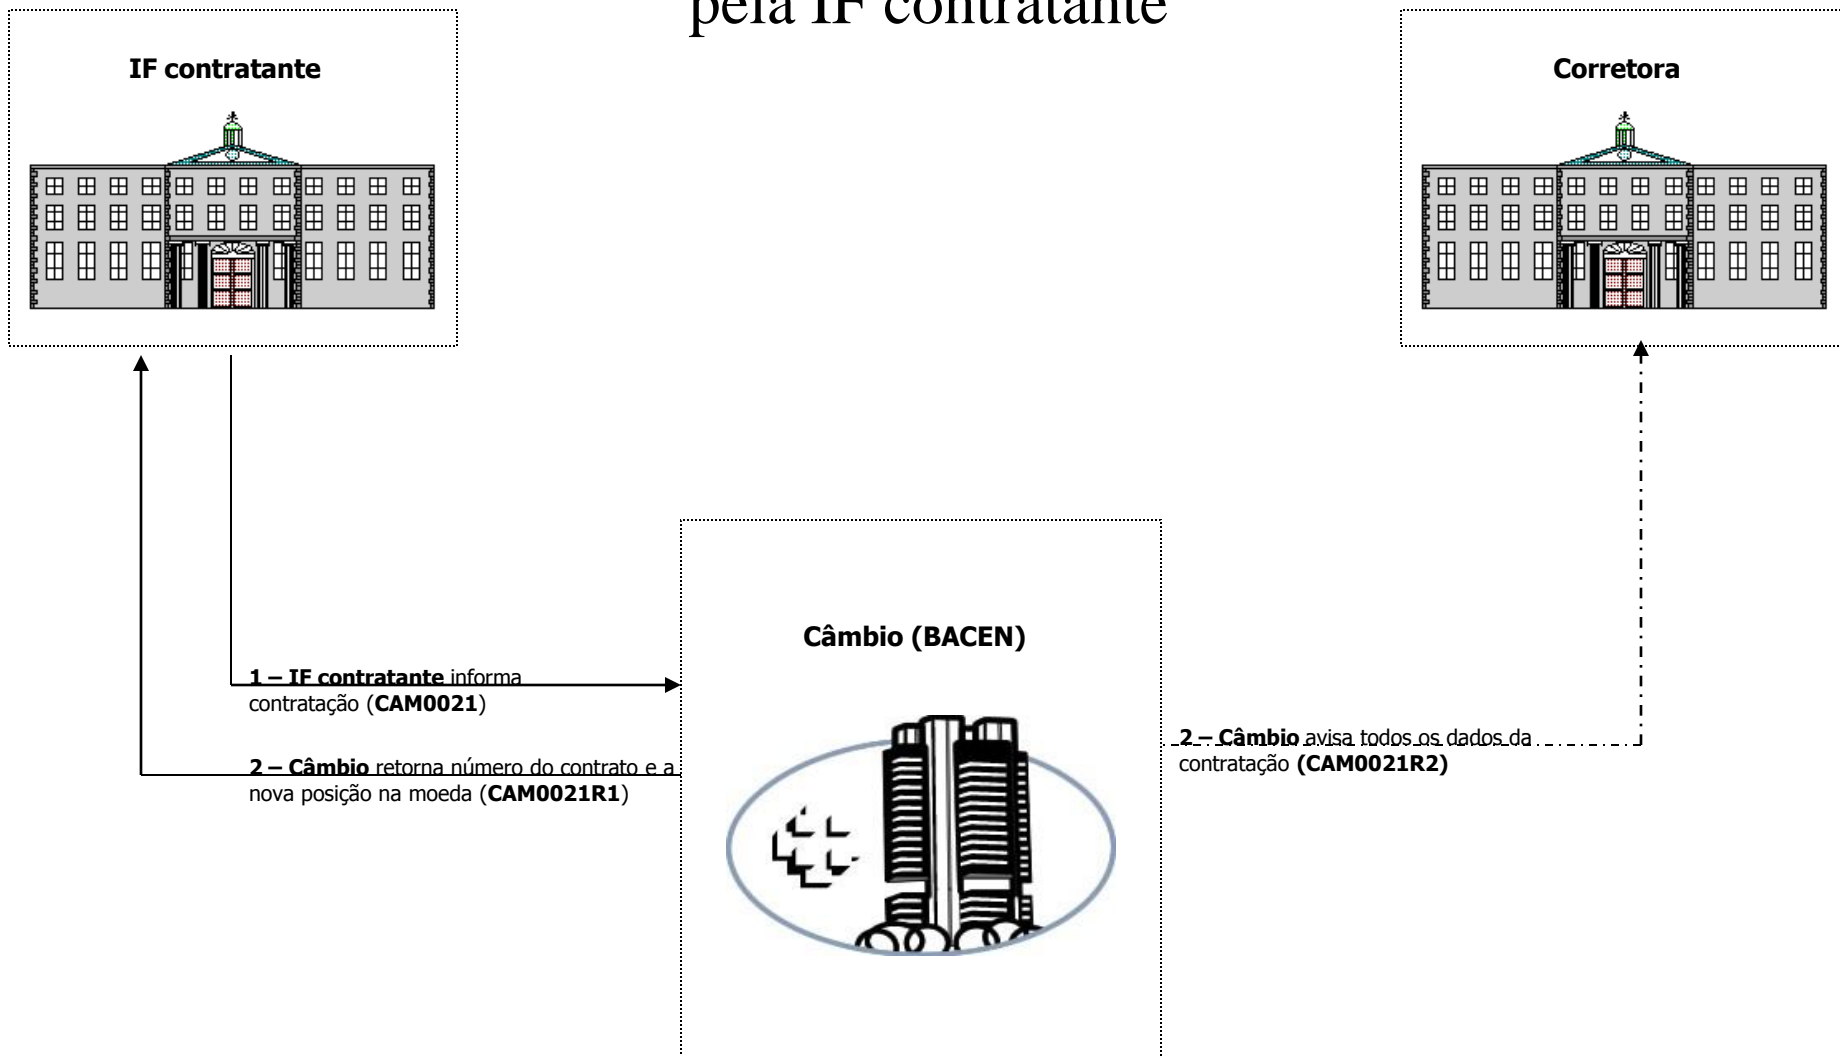 pela IF contratante
IF contratante
Corretora
Câmbio (BACEN)
1 – IF contratante informa
contratação (CAM0021)
2 – Câmbio retorna número do contrato e a
nova posição na moeda (CAM0021R1)
2 – Câmbio avisa todos os dados da
contratação (CAM0021R2)